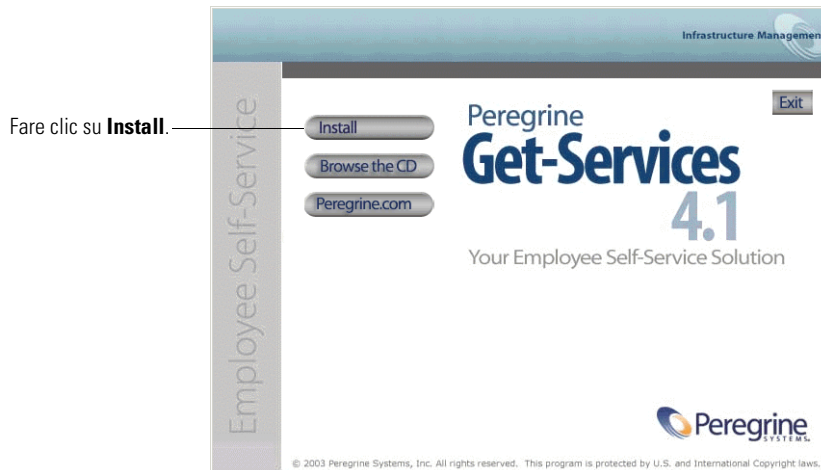 Infrastructure Managemen
Fare clic su Install.
Employee Self-Service
Install
Browse the CD
Peregrine.com
Exit
Peregrine
Get-Services
4.1
Your Employee Self-Service Solution
Peregrine
SYSTEMS.
© 2003 Peregrine Systems, Inc. All rights reserved. This program is protected by U.S. and International Copyright laws.